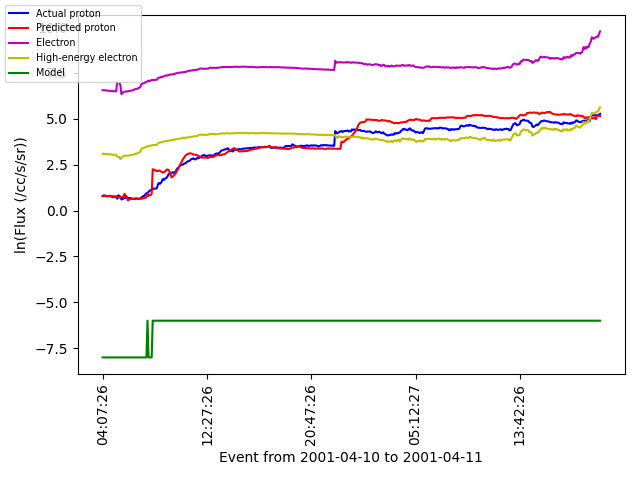 Actual proton
Predicted proton
Electron
High-energy electron
Model
5.0
2.5
0.0
−2.5
−5.0
−7.5
ln(Flux (/cc/s/sr))
04:07:26
12:27:26
20:47:26
05:12:27
13:42:26
Event from 2001-04-10 to 2001-04-11